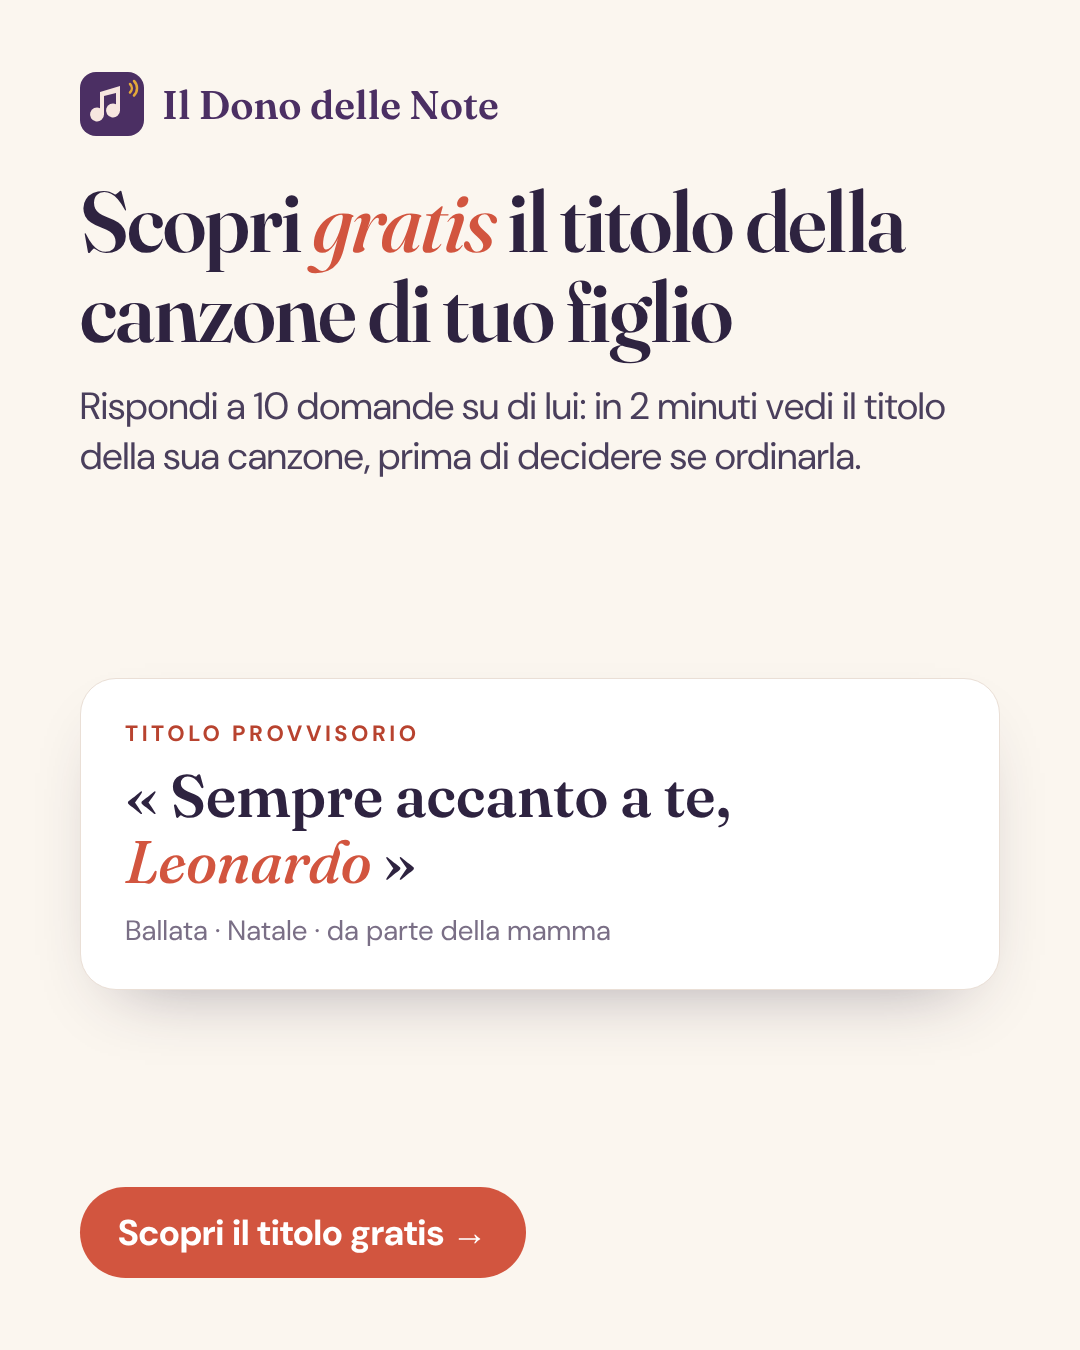 Il Dono delle Note
Scopri gratis il titolo della
canzone di tuo figlio
Rispondi a 10 domande su di lui: in 2 minuti vedi il titolo
della sua canzone, prima di decidere se ordinarla.
TITOLO PROVVISORIO
« Sempre accanto a te,
Leonardo »
Ballata · Natale · da parte della mamma
Scopri il titolo gratis →